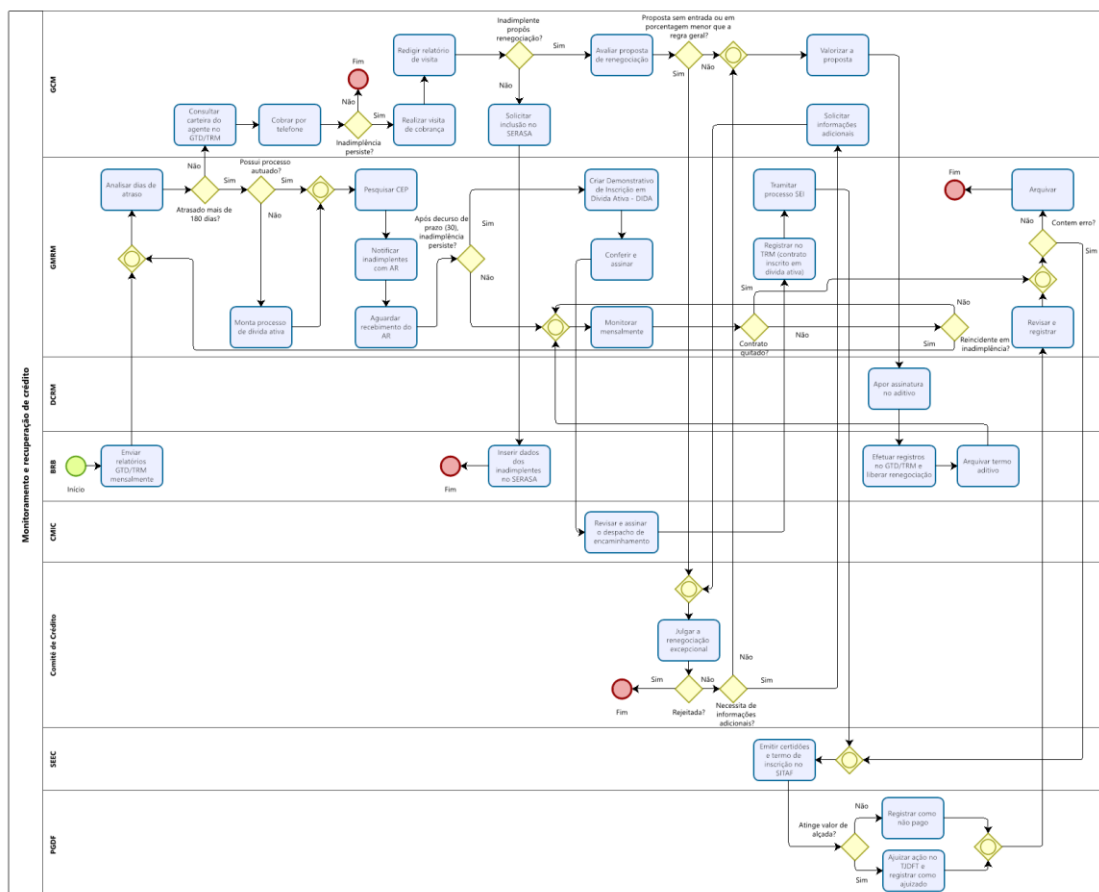 Monitoramento e recuperação de crédito
GCM
Consultar
carteira do
agente no
GTD/TRM
Cobrar por
telefone
Fim
Não
Sim
Inadimplência
persiste?
Realizar visita
de cobrança
Redigir relatório
de visita
Inadimplente
propôs
renegociação?
Sim
Não
Solicitar
inclusão no
SERASA
Avaliar proposta
de renegociação
Proposta sem entrada ou em
porcentagem menor que a
regra geral?
Não
Sim
Valorizar a
proposta
Solicitar
informações
adicionais
GMRM
Analisar dias de
atraso
Não
Sim
Atrasado mais de
180 dias?
Possui processo
autuado?
Sim
Não
Monta processo
de dívida ativa
Pesquisar CEP
Notificar
inadimplentes
com AR
Aguardar
recebimento do
AR
Após decurso de
prazo (30),
inadimplência
persiste?
Sim
Não
Criar Demonstrativo
de Inscrição em
Dívida Ativa - DIDA
Conferir e
assinar
Monitorar
mensalmente
Tramitar
processo SEI
Registrar no
TRM (contrato
inscrito em
dívida ativa)
Contrato
quitado?
Sim
Não
Não
Sim
Reincidente em
inadimplência?
Fim
Arquivar
Não
Contem erro?
Sim
Revisar e
registrar
DCRM
Apor assinatura
no aditivo
BRB
Início
Enviar
relatórios
GTD/TRM
mensalmente
Fim
Inserir dados
dos
inadimplentes
no SERASA
Efetuar registros
no GTD/TRM e
liberar renegociação
Arquivar termo
aditivo
CMIC
Revisar e assinar
o despacho de
encaminhamento
Comitê de Crédito
Julgar a
renegociação
excepcional
Fim
Sim
Não
Rejeitada?
Não
Sim
Necessita de
informações
adicionais?
SEEC
Emitir certidões
e termo de
inscrição no
SITAF
PGDF
Atinge valor de
alçada?
Não
Sim
Registrar como
não pago
Ajuizar ação no
TJDFT e
registrar como
ajuizado